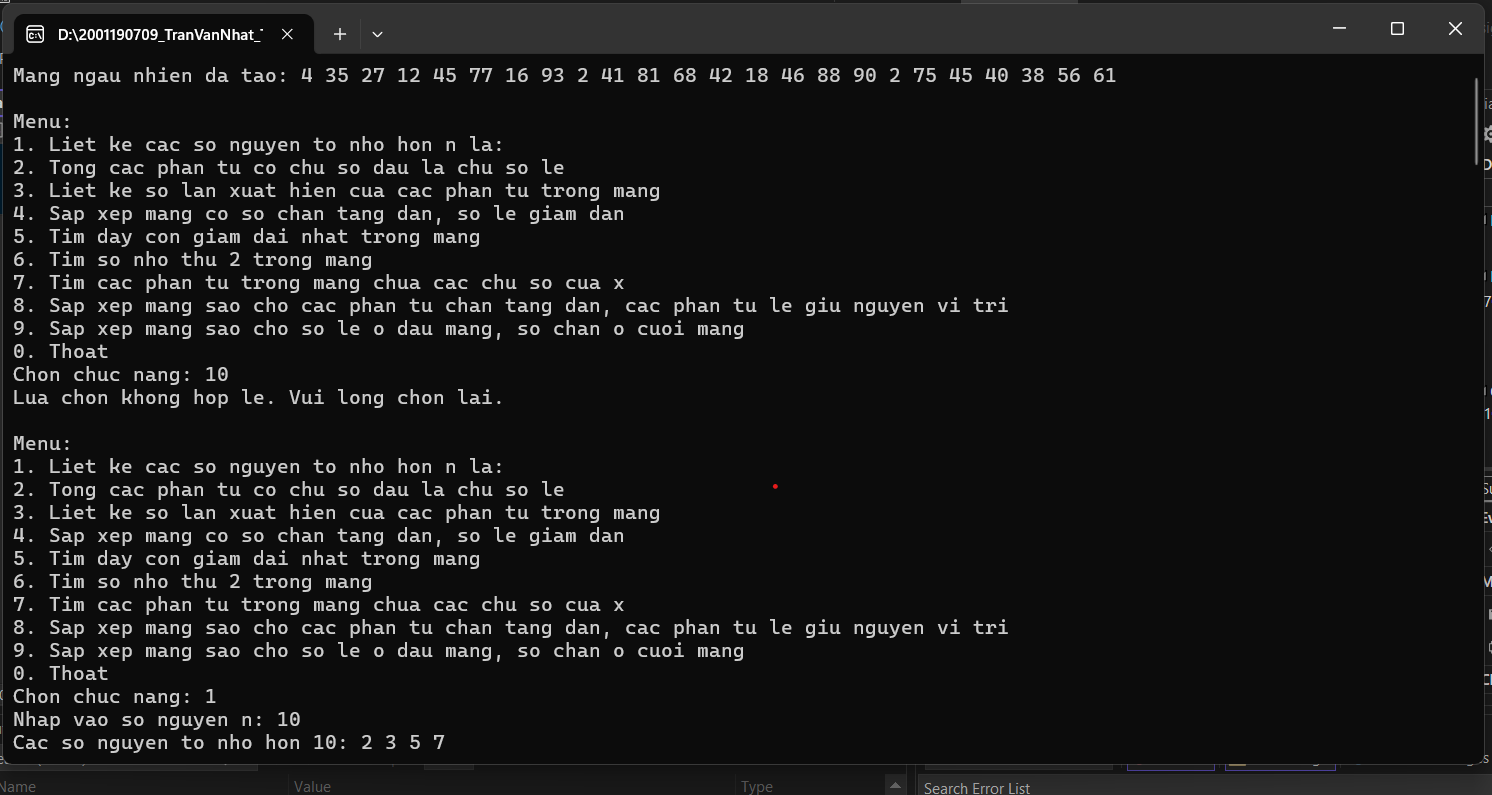 D:\2001190709_TranVanNhat_
Mang ngau nhien da tao: 4 35 27 12 45 77 16 93 2 41 81 68 42 18 46 88 90 2 75 45 40 38 56 61
Menu:
1. Liet ke cac so nguyen to nho hon n la:
2. Tong cac phan tu co chu so dau la chu so le
3. Liet ke so lan xuat hien cua cac phan tu trong mang
4. Sap xep mang co so chan tang dan, so le giam dan
5. Tim day con giam dai nhat trong mang
6. Tim so nho thu 2 trong mang
7. Tim cac phan tu trong mang chua cac chu so cua x
8. Sap xep mang sao cho cac phan tu chan tang dan, cac phan tu le giu nguyen vi tri
9. Sap xep mang sao cho so le o dau mang, so chan o cuoi mang
0. Thoat
Chon chuc nang: 10
Lua chon khong hop le. Vui long chon lai.
Menu:
1. Liet ke cac so nguyen to nho hon n la:
2. Tong cac phan tu co chu so dau la chu so le
3. Liet ke so lan xuat hien cua cac phan tu trong mang
4. Sap xep mang co so chan tang dan, so le giam dan
5. Tim day con giam dai nhat trong mang
6. Tim so nho thu 2 trong mang
7. Tim cac phan tu trong mang chua cac chu so cua x
8. Sap xep mang sao cho cac phan tu chan tang dan, cac phan tu le giu nguyen vi tri
9. Sap xep mang sao cho so le o dau mang, so chan o cuoi mang
0. Thoat
Chon chuc nang: 1
Nhap vao so nguyen n: 10
Cac so nguyen to nho hon 10: 2 3 5 7
Name Value Type
Search Error List